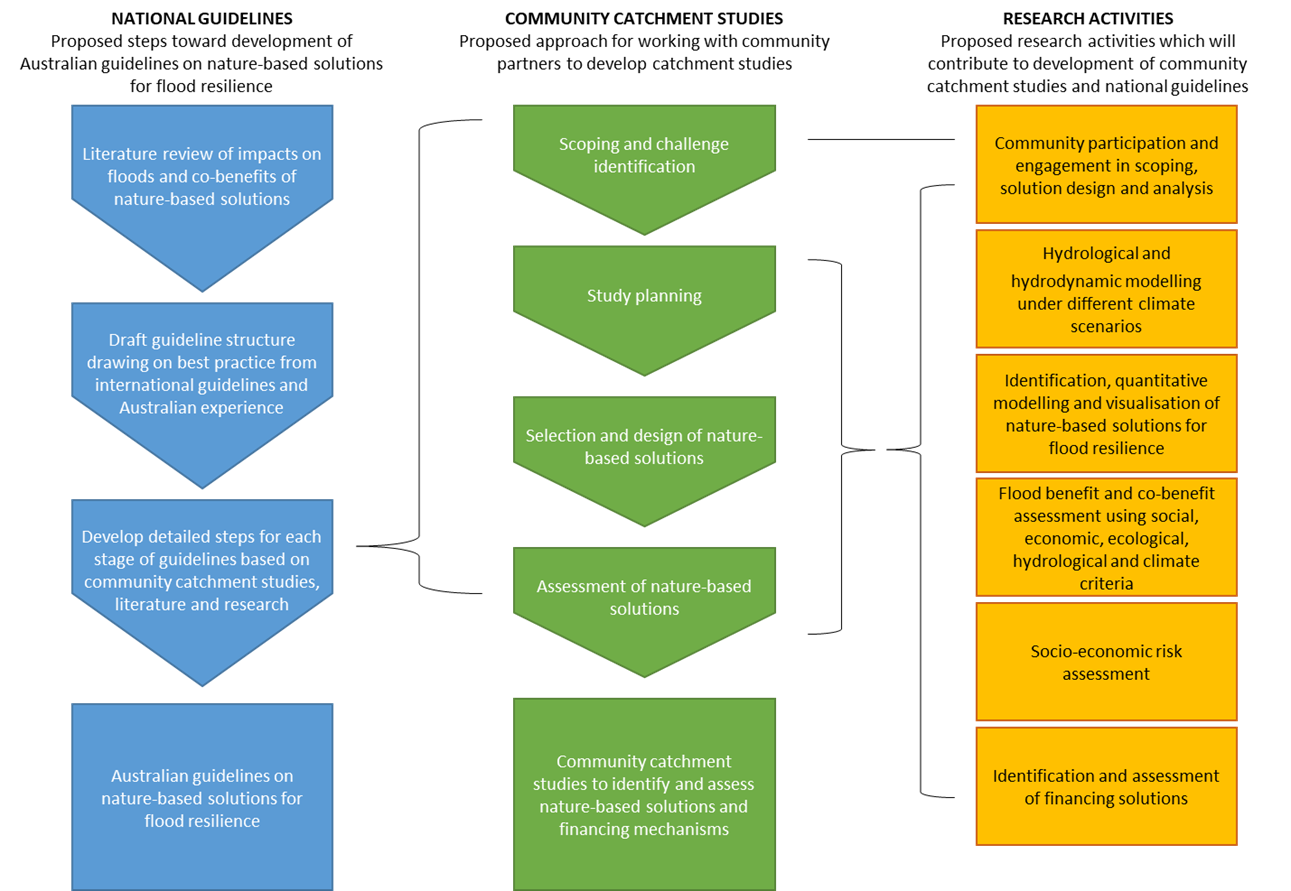 NATIONAL GUIDELINES
Proposed steps toward development of
Australian guidelines on nature-based solutions
for flood resilience
Literature review of impacts on
floods and co-benefits of
nature-based solutions
Draft guideline structure
drawing on best practice from
international guidelines and
Australian experience
Develop detailed steps for each
stage of guidelines based on
community catchment studies,
literature and research
Australian guidelines on
nature-based solutions for
flood resilience
COMMUNITY CATCHMENT STUDIES
Proposed approach for working with community
partners to develop catchment studies
Scoping and challenge
identification
Study planning
Selection and design of nature-
based solutions
Assessment of nature-based
solutions
Community catchment
studies to identify and assess
nature-based solutions and
financing mechanisms
RESEARCH ACTIVITIES
Proposed research activities which will
contribute to development of community
catchment studies and national guidelines
Community participation and
engagement in scoping,
solution design and analysis
Hydrological and
hydrodynamic modelling
under different climate
scenarios
Identification, quantitative
modelling and visualisation of
nature-based solutions for
flood resilience
Flood benefit and co-benefit
assessment using social,
economic, ecological,
hydrological and climate
criteria
Socio-economic risk
assessment
Identification and assessment
of financing solutions